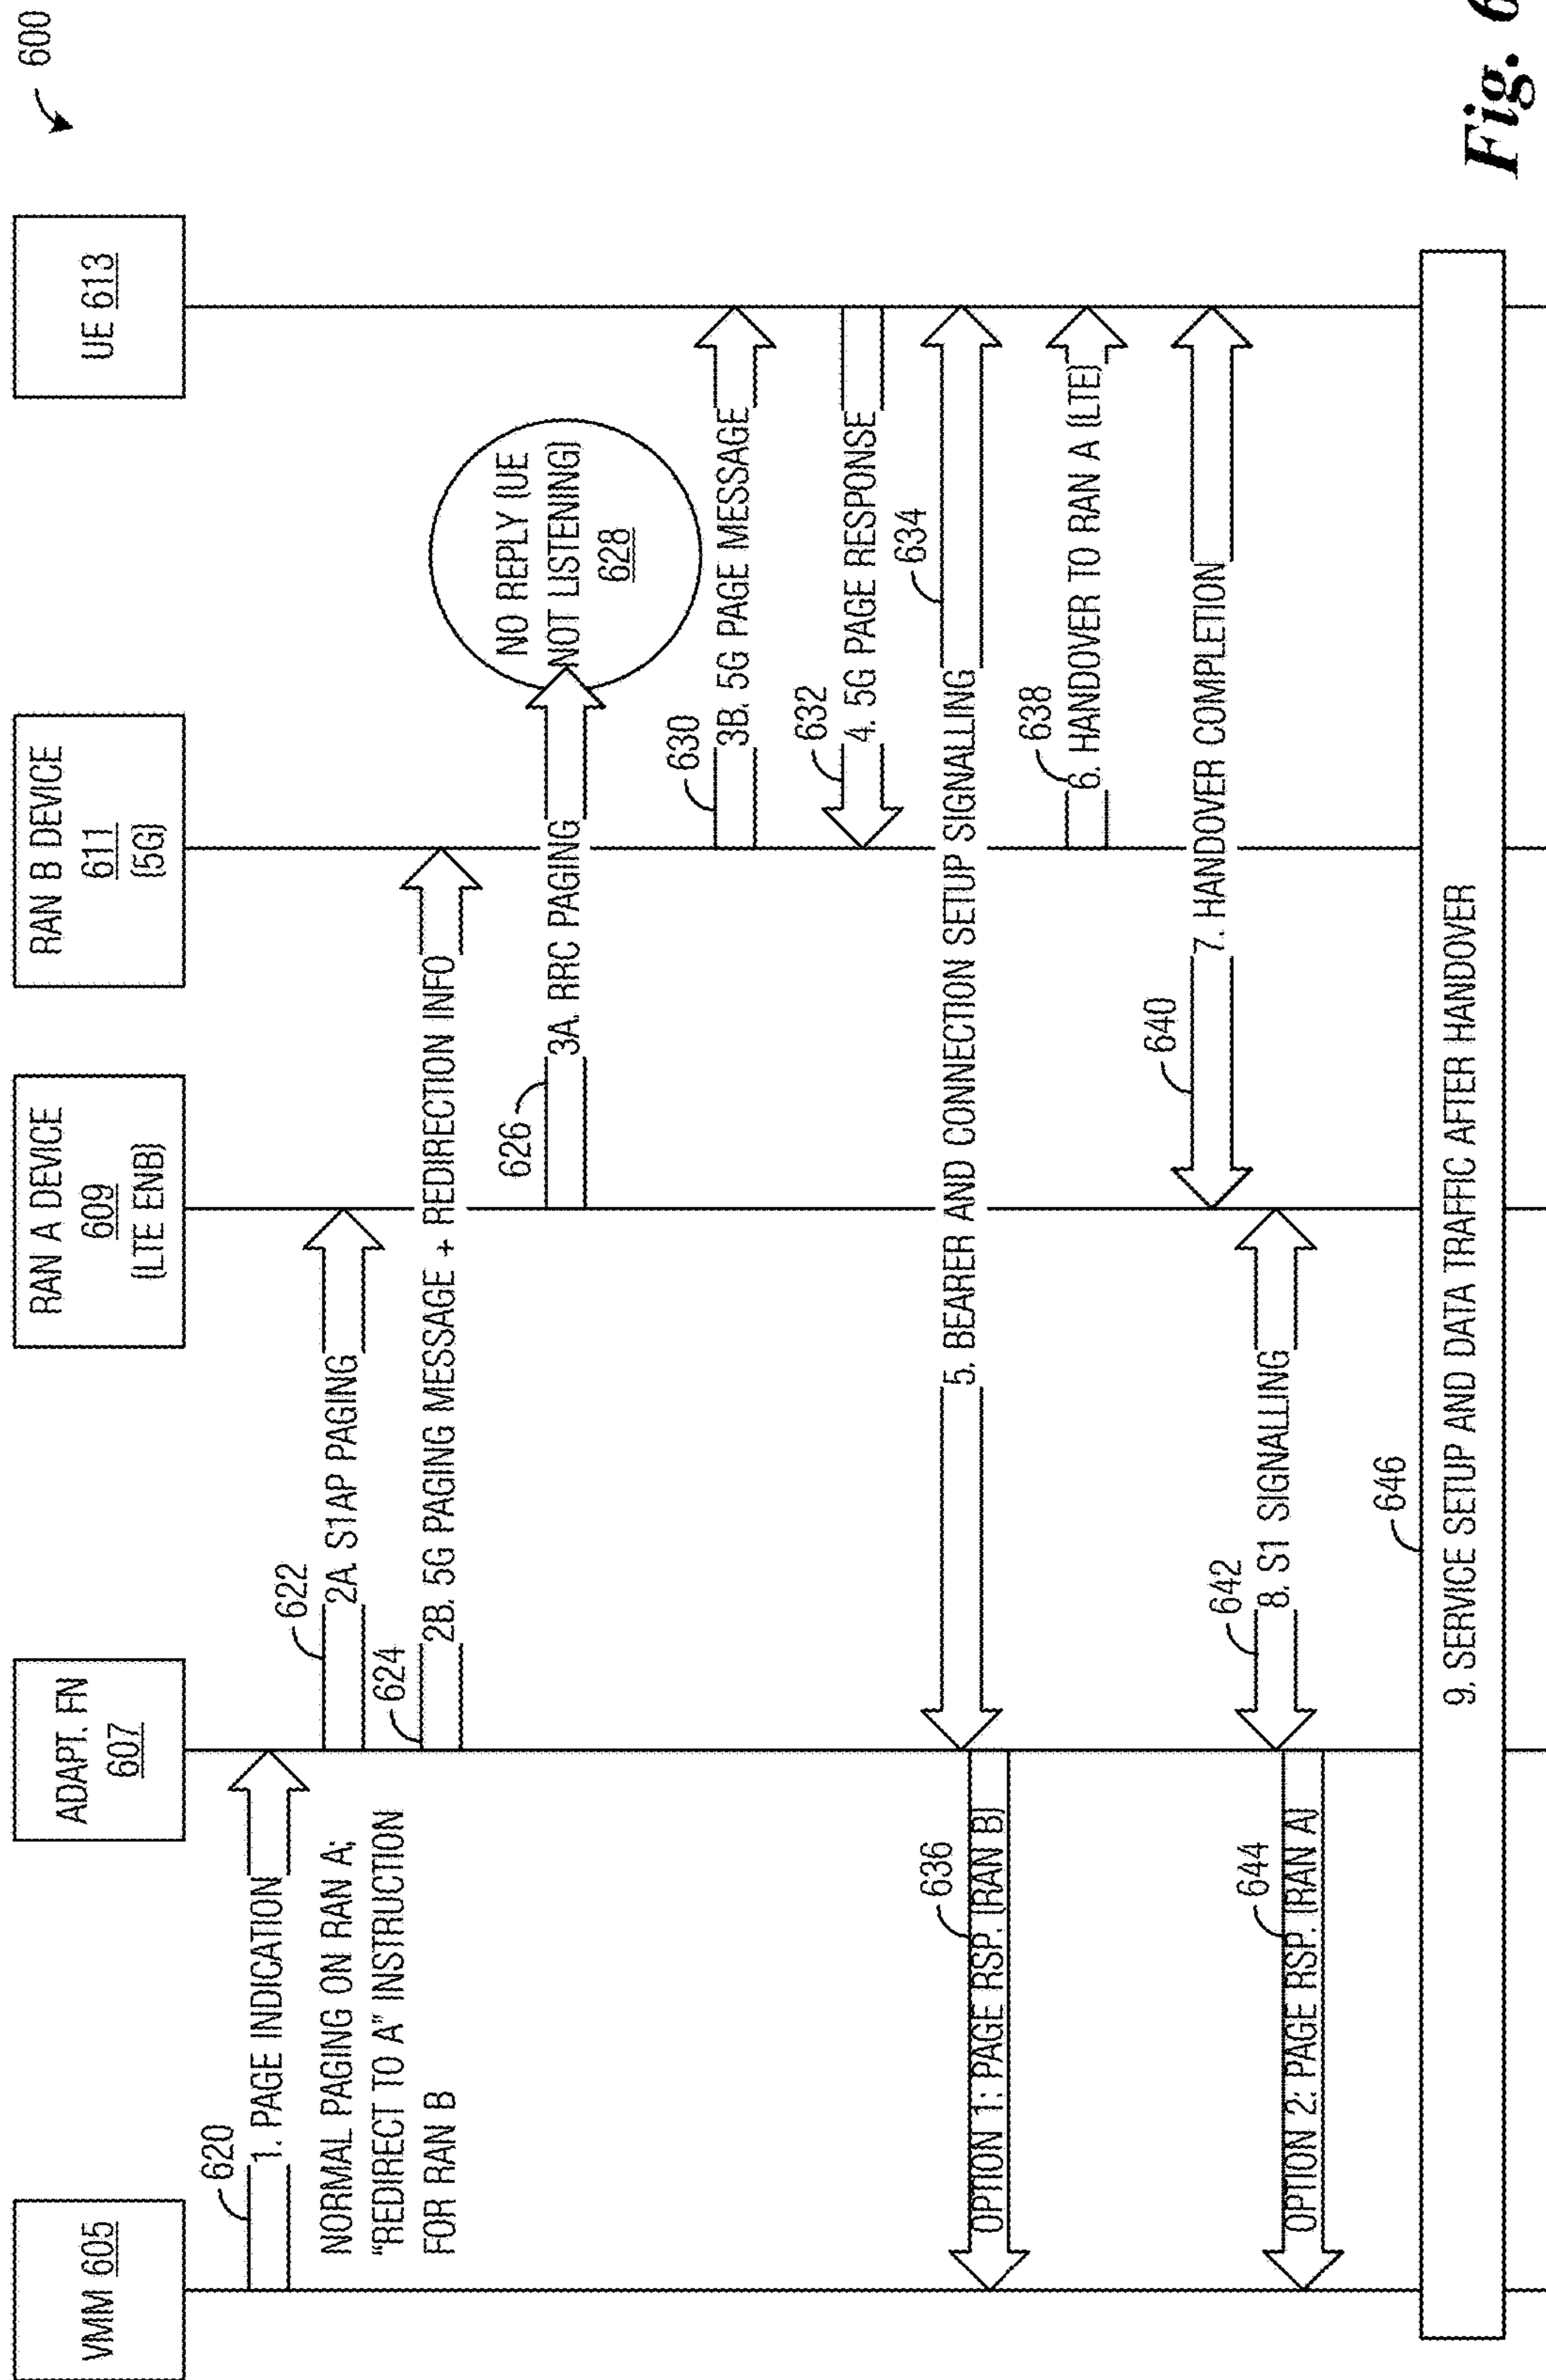 600
VMM 605
ADAPT. FN
607
RAN A DEVICE
609
(LTE ENB)
RAN B DEVICE
611
(5G)
UE 613
620
1. PAGE INDICATION
NORMAL PAGING ON RAN A;
"REDIRECT TO A" INSTRUCTION
FOR RAN B
622
2A. S1AP PAGING
624
2B. 5G PAGING MESSAGE + REDIRECTION INFO
626
3A. RRC PAGING
NO REPLY (UE
NOT LISTENING)
628
630
3B. 5G PAGE MESSAGE
632
4. 5G PAGE RESPONSE
634
5. BEARER AND CONNECTION SETUP SIGNALLING
636
OPTION 1: PAGE RSP. (RAN B)
638
6. HANDOVER TO RAN A (LTE)
640
7. HANDOVER COMPLETION
642
8. S1 SIGNALLING
644
OPTION 2: PAGE RSP. (RAN A)
646
9. SERVICE SETUP AND DATA TRAFFIC AFTER HANDOVER
Fig. 6